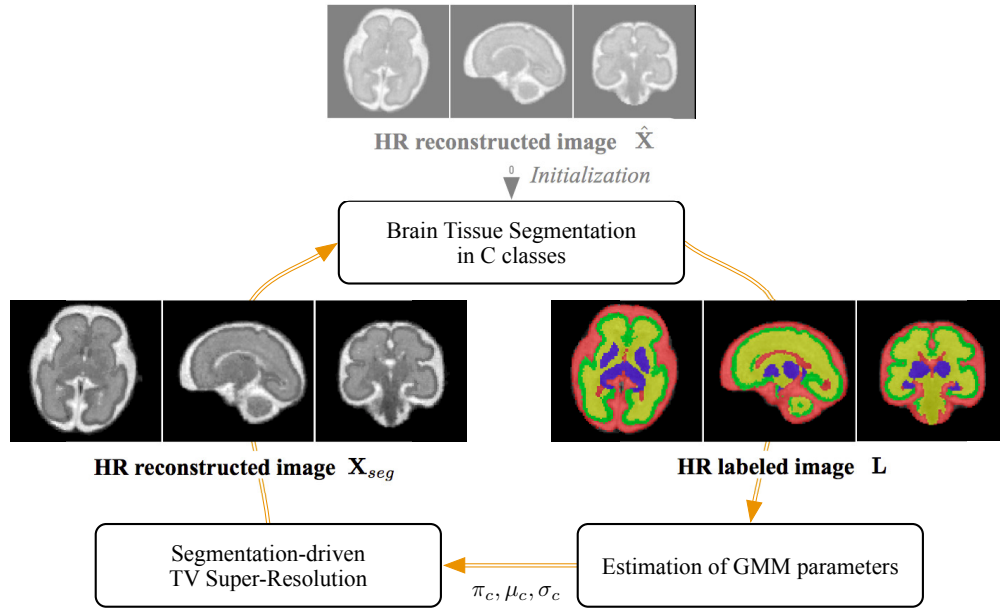 HR reconstructed image X̂
0
Initialization
Brain Tissue Segmentation
in C classes
HR reconstructed image X_seg
HR labeled image L
Segmentation-driven
TV Super-Resolution
π_c, μ_c, σ_c
Estimation of GMM parameters